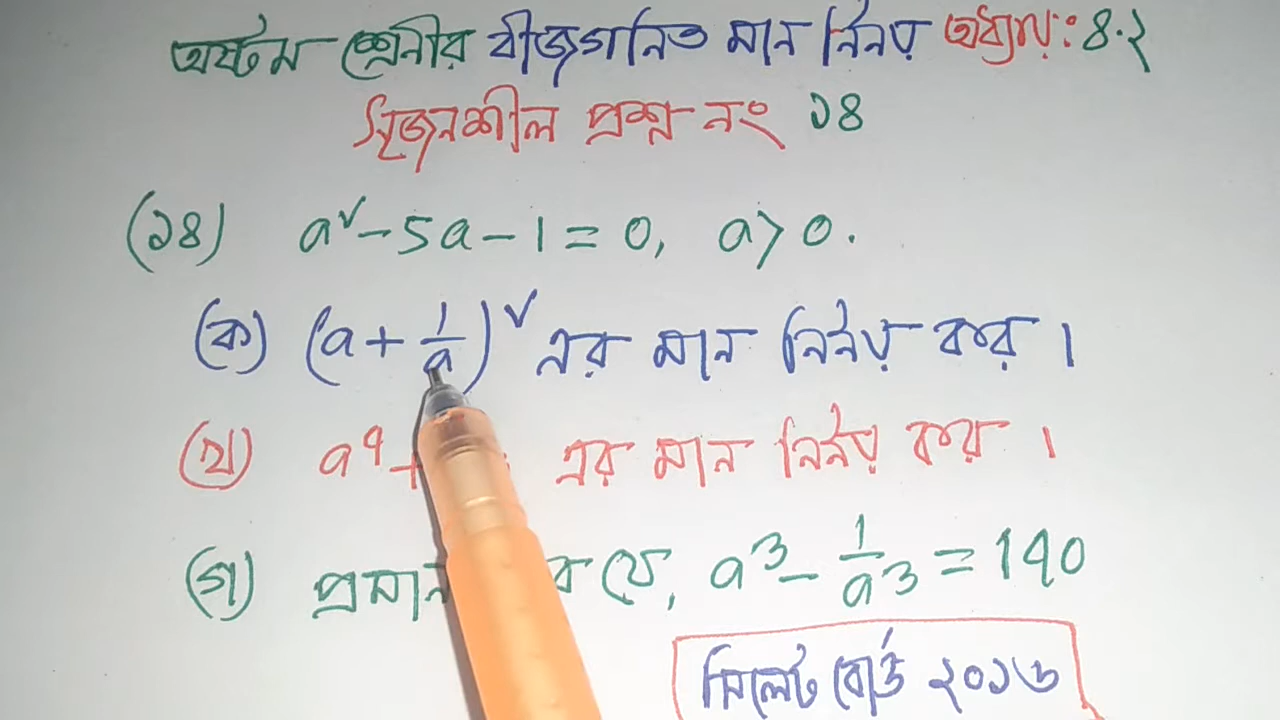 অষ্টম শ্রেনীর বীজগনিত মান নির্নয় অধ্যায়ঃ ৪.২
সৃজনশীল প্রশ্ন নং ১৪
(১৪) a² - 5a - 1 = 0, a > 0.
(ক) (a + 1/a)² এর মান নির্নয় কর ।
(খ) a⁴ + এর মান নির্নয় কর ।
(গ) প্রমান যে, a³ - 1/a³ = 140
সিলেট বোর্ড ২০১৬